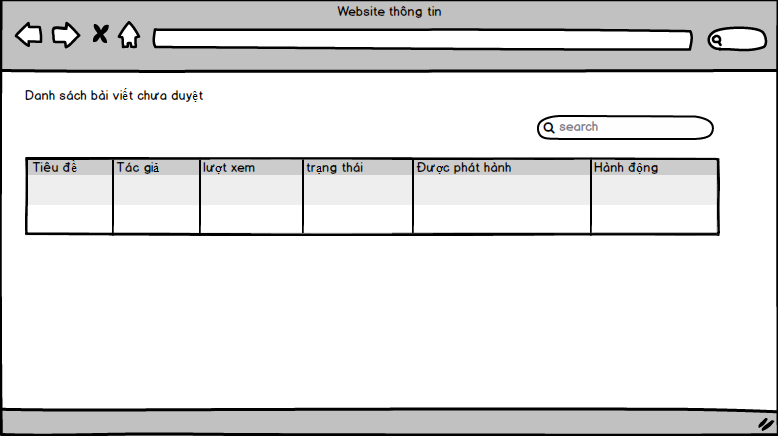 Website thông tin
Danh sách bài viết chưa duyệt
search
Tiêu đề Tác giả lượt xem trạng thái Được phát hành Hành động